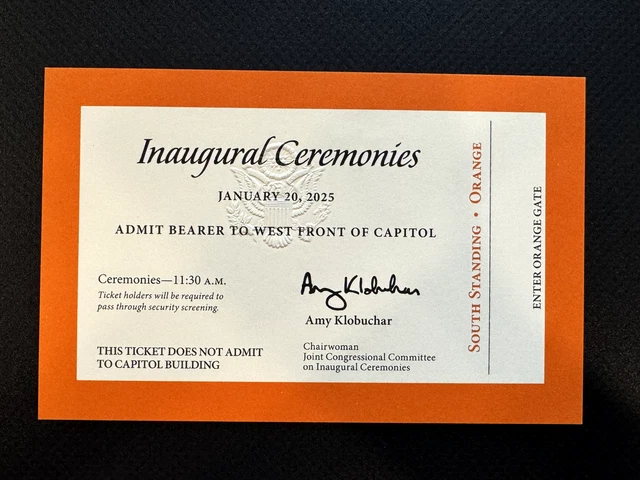 Inaugural Ceremonies
JANUARY 20, 2025
ADMIT BEARER TO WEST FRONT OF CAPITOL
Ceremonies—11:30 A.M.
Ticket holders will be required to
pass through security screening.
THIS TICKET DOES NOT ADMIT
TO CAPITOL BUILDING
Amy Klobuchar
Amy Klobuchar
Chairwoman
Joint Congressional Committee
on Inaugural Ceremonies
SOUTH STANDING • ORANGE
ENTER ORANGE GATE